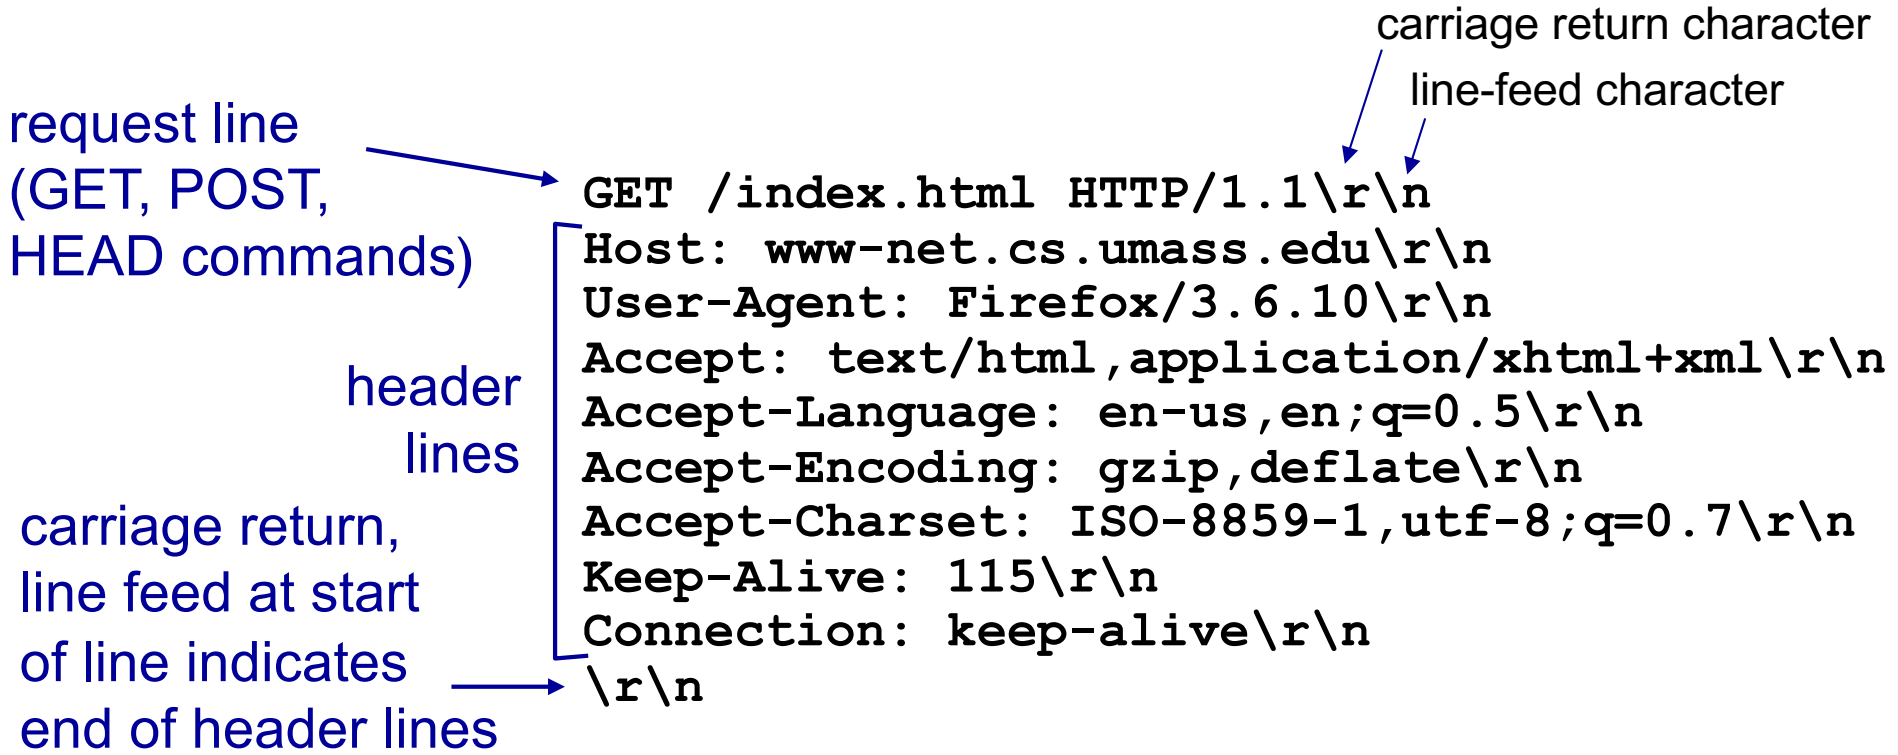 carriage return character
line-feed character
request line
(GET, POST,
HEAD commands)
header
lines
carriage return,
line feed at start
of line indicates
end of header lines
GET /index.html HTTP/1.1\r\n
Host: www-net.cs.umass.edu\r\n
User-Agent: Firefox/3.6.10\r\n
Accept: text/html,application/xhtml+xml\r\n
Accept-Language: en-us,en;q=0.5\r\n
Accept-Encoding: gzip,deflate\r\n
Accept-Charset: ISO-8859-1,utf-8;q=0.7\r\n
Keep-Alive: 115\r\n
Connection: keep-alive\r\n
\r\n